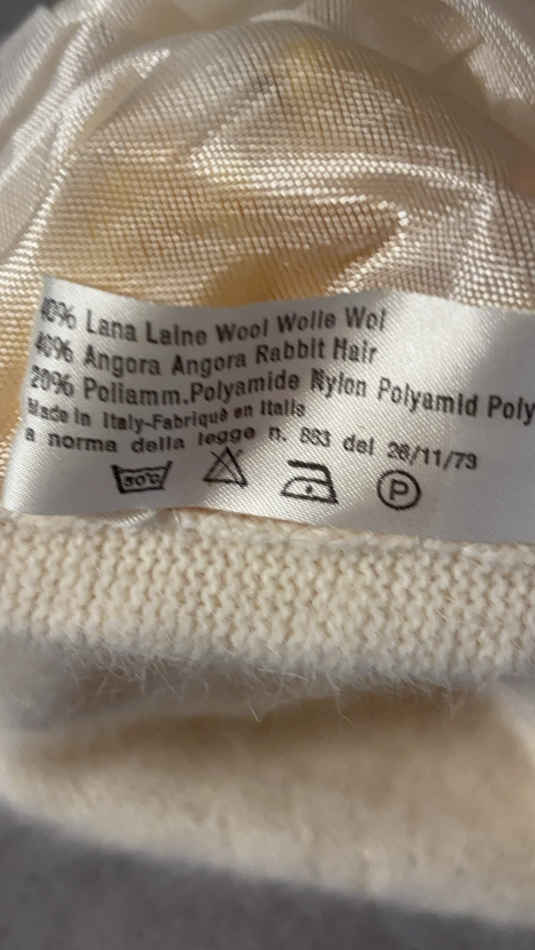 40% Lana Laine Wool Wolle Wol
40% Angora Angora Rabbit Hair
20% Poliamm.Polyamide Nylon Polyamid Poly
Made in Italy-Fabriqué en Italie
a norma della legge n. 883 del 26/11/73
30°C P